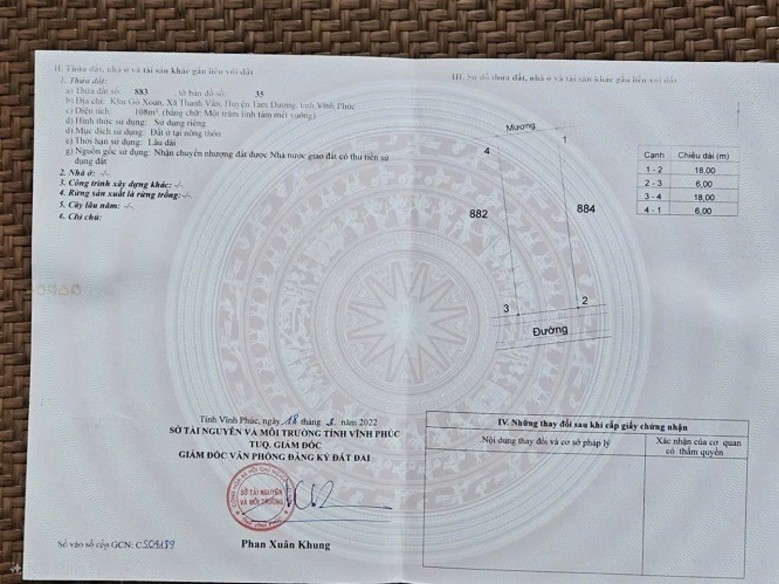 II. Thửa đất, nhà ở và tài sản khác gắn liền với đất
1. Thửa đất:
a) Thửa đất số: 883 , tờ bản đồ số: 35
b) Địa chỉ: Khu Gò Xoan, Xã Thanh Vân, Huyện Tam Dương, tỉnh Vĩnh Phúc
c) Diện tích: 108m², (bằng chữ: Một trăm linh tám mét vuông)
d) Hình thức sử dụng: Sử dụng riêng
đ) Mục đích sử dụng: Đất ở tại nông thôn
e) Thời hạn sử dụng: Lâu dài
g) Nguồn gốc sử dụng: Nhận chuyển nhượng đất được Nhà nước giao đất có thu tiền sử
dụng đất
2. Nhà ở: -/-
3. Công trình xây dựng khác: -/-
4. Rừng sản xuất là rừng trồng: -/-
5. Cây lâu năm: -/-
6. Ghi chú:
Tỉnh Vĩnh Phúc, ngày 18 tháng 3 năm 2022
SỞ TÀI NGUYÊN VÀ MÔI TRƯỜNG TỈNH VĨNH PHÚC
TUQ. GIÁM ĐỐC
GIÁM ĐỐC VĂN PHÒNG ĐĂNG KÝ ĐẤT ĐAI
SỞ TÀI NGUYÊN
VÀ MÔI TRƯỜNG
Phan Xuân Khung
Số vào sổ cấp GCN: CS04189
III. Sơ đồ thửa đất, nhà ở và tài sản khác gắn liền với đất
Mương
4
1
882
884
3
2
Đường
Cạnh Chiều dài (m)
1 - 2 18,00
2 - 3 6,00
3 - 4 18,00
4 - 1 6,00
IV. Những thay đổi sau khi cấp giấy chứng nhận
Nội dung thay đổi và cơ sở pháp lý
Xác nhận của cơ quan
có thẩm quyền